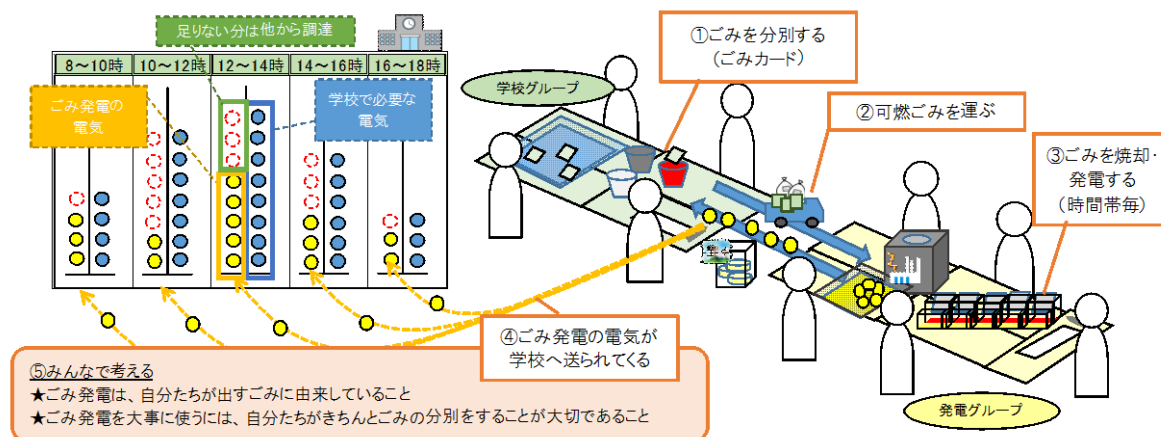 足りない分は他から調達
8～10時
10～12時
12～14時
14～16時
16～18時
ごみ発電の
電気
学校で必要な
電気
学校グループ
①ごみを分別する
（ごみカード）
②可燃ごみを運ぶ
③ごみを焼却・
発電する
（時間帯毎）
④ごみ発電の電気が
学校へ送られてくる
⑤みんなで考える
★ごみ発電は、自分たちが出すごみに由来していること
★ごみ発電を大事に使うには、自分たちがきちんとごみの分別をすることが大切であること
発電グループ